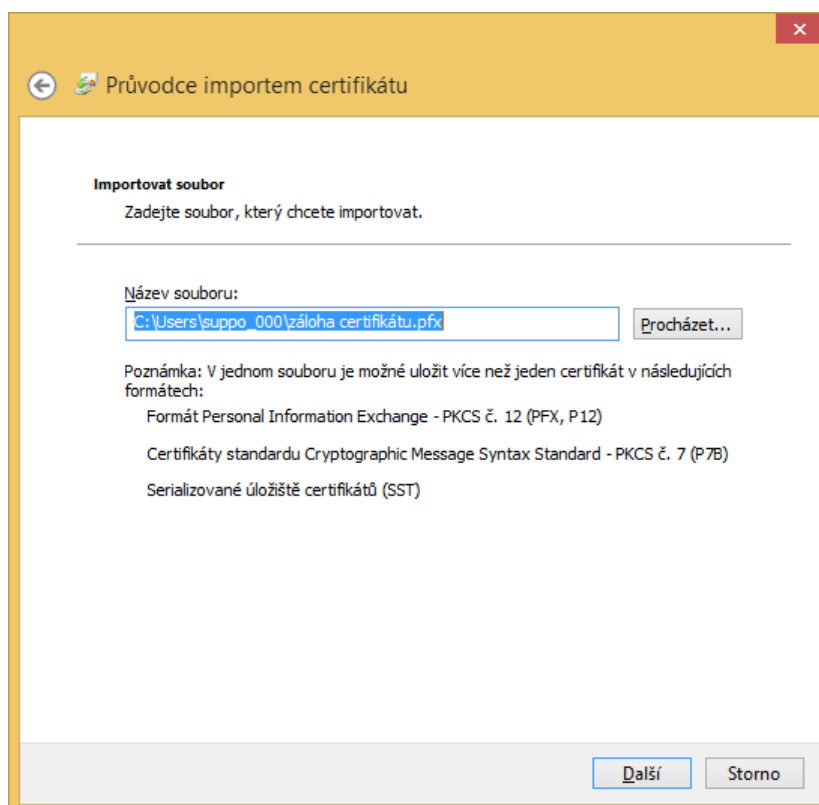 Průvodce importem certifikátu
Importovat soubor
Zadejte soubor, který chcete importovat.
Název souboru:
C:\Users\suppo_000\záloha certifikátu.pfx
Procházet...
Poznámka: V jednom souboru je možné uložit více než jeden certifikát v následujících
formátech:
Formát Personal Information Exchange - PKCS č. 12 (PFX, P12)
Certifikáty standardu Cryptographic Message Syntax Standard - PKCS č. 7 (P7B)
Serializované úložiště certifikátů (SST)
Další
Storno